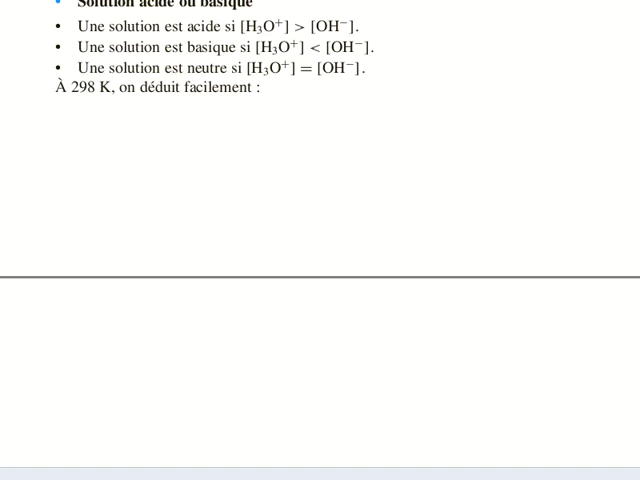 • Solution acide ou basique
• Une solution est acide si [H₃O⁺] > [OH⁻].
• Une solution est basique si [H₃O⁺] < [OH⁻].
• Une solution est neutre si [H₃O⁺] = [OH⁻].
À 298 K, on déduit facilement :